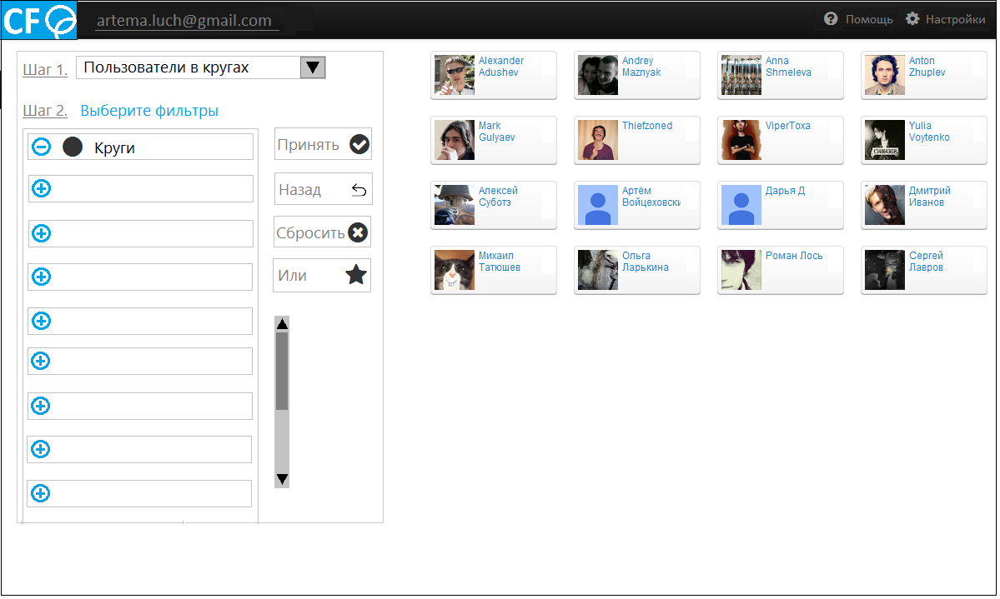 CF
artema.luch@gmail.com
Помощь
Настройки
Шаг 1.
Пользователи в кругах
Шаг 2.
Выберите фильтры
Круги
Принять
Назад
Сбросить
Или
Alexander
Adushev
Andrey
Maznyak
Anna
Shmeleva
Anton
Zhuplev
Mark
Gulyaev
Thiefzoned
ViperToxa
Yulia
Voytenko
Алексей
Суботэ
Артём
Войцеховски
Дарья Д
Дмитрий
Иванов
Михаил
Татюшев
Ольга
Ларькина
Роман Лось
Сергей
Лавров